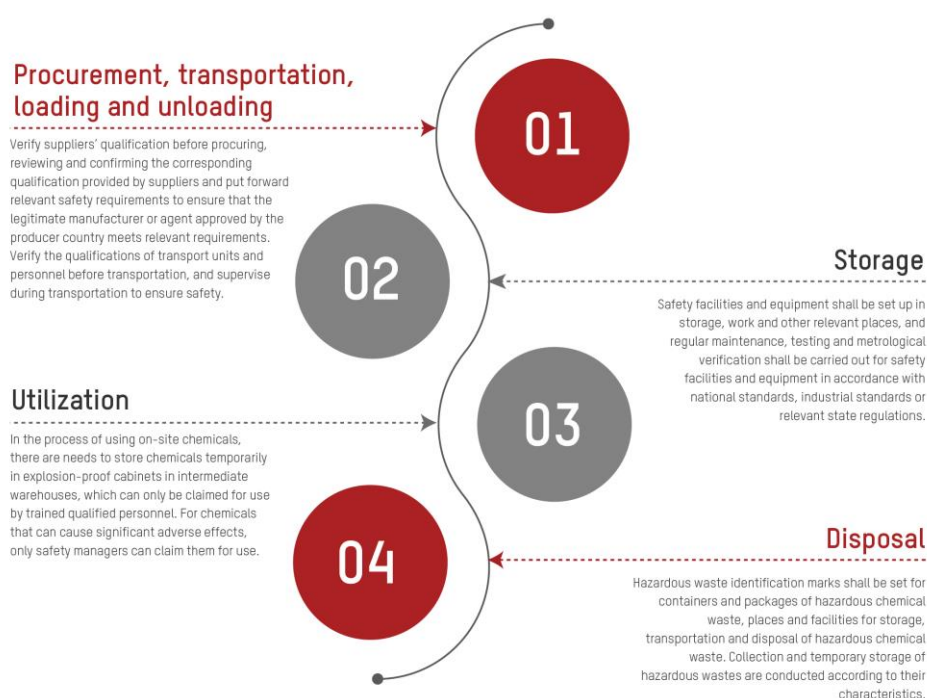 Procurement, transportation,
loading and unloading
01
Verify suppliers' qualification before procuring,
reviewing and confirming the corresponding
qualification provided by suppliers and put forward
relevant safety requirements to ensure that the
legitimate manufacturer or agent approved by the
producer country meets relevant requirements.
Verify the qualifications of transport units and
personnel before transportation, and supervise
during transportation to ensure safety.
02
Storage
Safety facilities and equipment shall be set up in
storage, work and other relevant places, and
regular maintenance, testing and metrological
verification shall be carried out for safety
facilities and equipment in accordance with
national standards, industrial standards or
relevant state regulations.
Utilization
03
In the process of using on-site chemicals,
there are needs to store chemicals temporarily
in explosion-proof cabinets in intermediate
warehouses, which can only be claimed for use
by trained qualified personnel. For chemicals
that can cause significant adverse effects,
only safety managers can claim them for use.
04
Disposal
Hazardous waste identification marks shall be set for
containers and packages of hazardous chemical
waste, places and facilities for storage,
transportation and disposal of hazardous chemical
waste. Collection and temporary storage of
hazardous wastes are conducted according to their
characteristics.